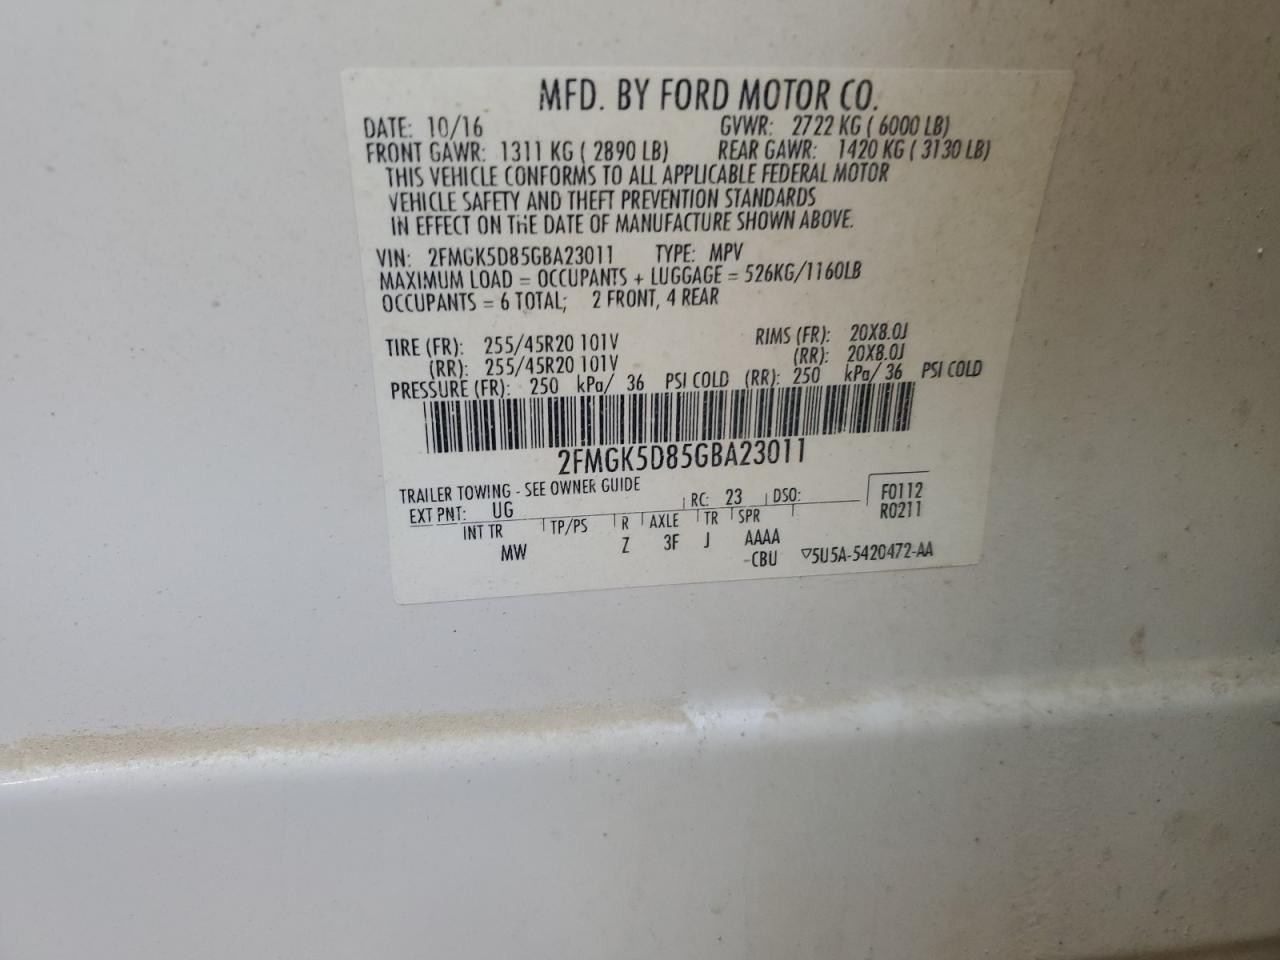 MFD. BY FORD MOTOR CO.
DATE: 10/16 GVWR: 2722 KG ( 6000 LB)
FRONT GAWR: 1311 KG ( 2890 LB) REAR GAWR: 1420 KG ( 3130 LB)
THIS VEHICLE CONFORMS TO ALL APPLICABLE FEDERAL MOTOR
VEHICLE SAFETY AND THEFT PREVENTION STANDARDS
IN EFFECT ON THE DATE OF MANUFACTURE SHOWN ABOVE.
VIN: 2FMGK5D85GBA23011 TYPE: MPV
MAXIMUM LOAD = OCCUPANTS + LUGGAGE = 526KG/1160LB
OCCUPANTS = 6 TOTAL; 2 FRONT, 4 REAR
TIRE (FR): 255/45R20 101V RIMS (FR): 20X8.0J
(RR): 255/45R20 101V (RR): 20X8.0J
PRESSURE (FR): 250 kPa/ 36 PSI COLD (RR): 250 kPa/ 36 PSI COLD
2FMGK5D85GBA23011
TRAILER TOWING - SEE OWNER GUIDE
EXT PNT: UG RC: 23 DSO: F0112
R0211
INT TR TP/PS R AXLE TR SPR
MW Z 3F J AAAA
-CBU ▽5U5A-5420472-AA